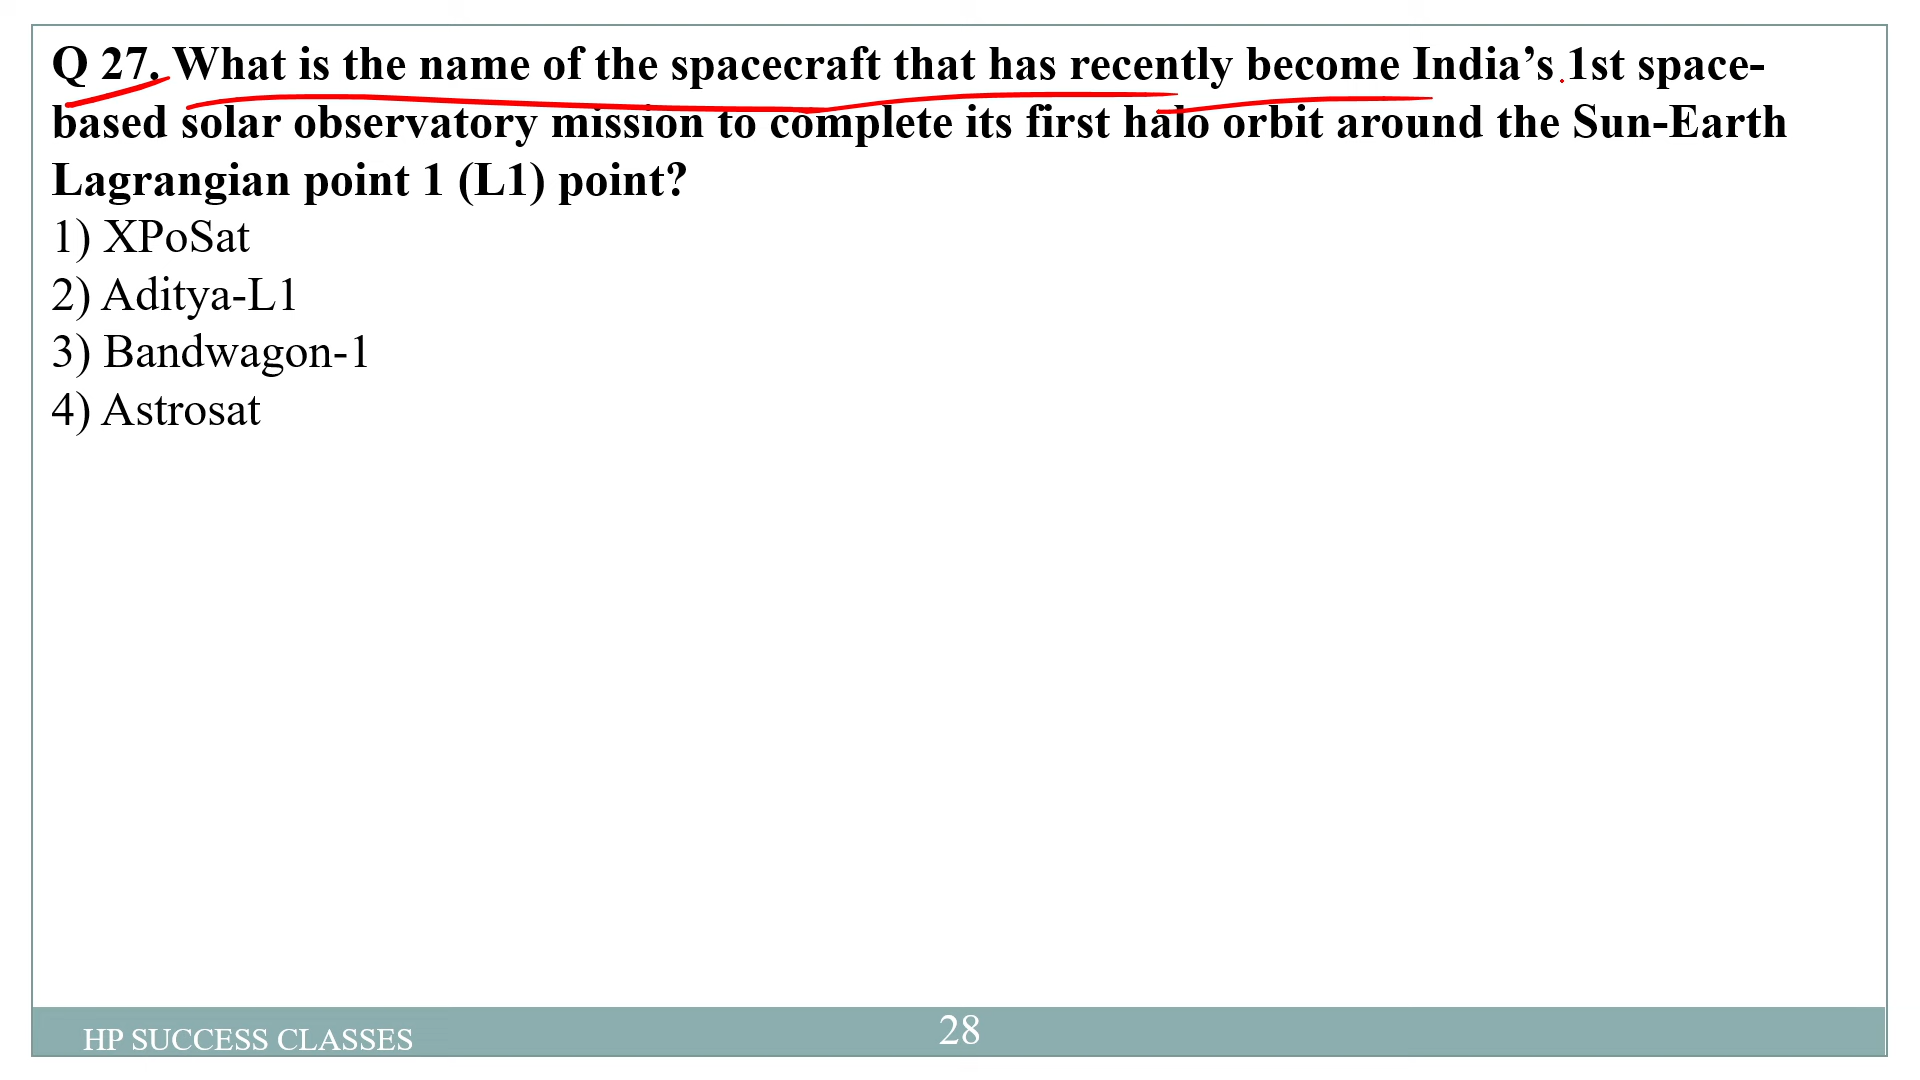 Q 27. What is the name of the spacecraft that has recently become India’s 1st space-
based solar observatory mission to complete its first halo orbit around the Sun-Earth
Lagrangian point 1 (L1) point?
1) XPoSat
2) Aditya-L1
3) Bandwagon-1
4) Astrosat
HP SUCCESS CLASSES
28